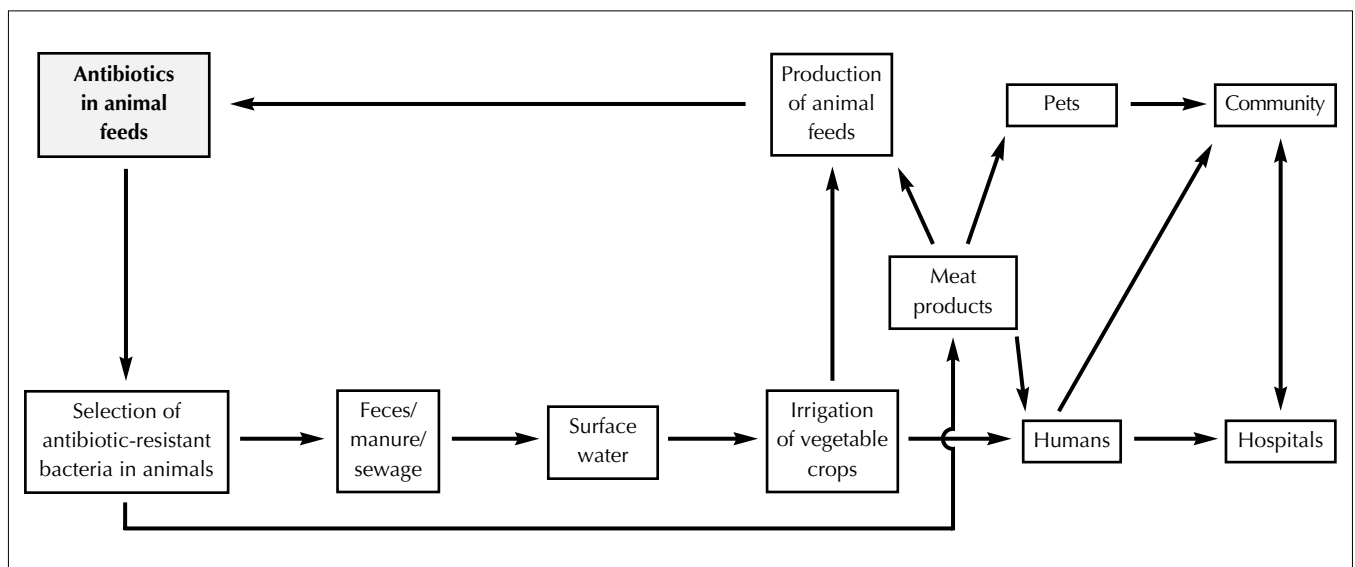 Antibiotics
in animal
feeds
Production
of animal
feeds
Pets
Community
Meat
products
Selection of
antibiotic-resistant
bacteria in animals
Feces/
manure/
sewage
Surface
water
Irrigation
of vegetable
crops
Humans
Hospitals